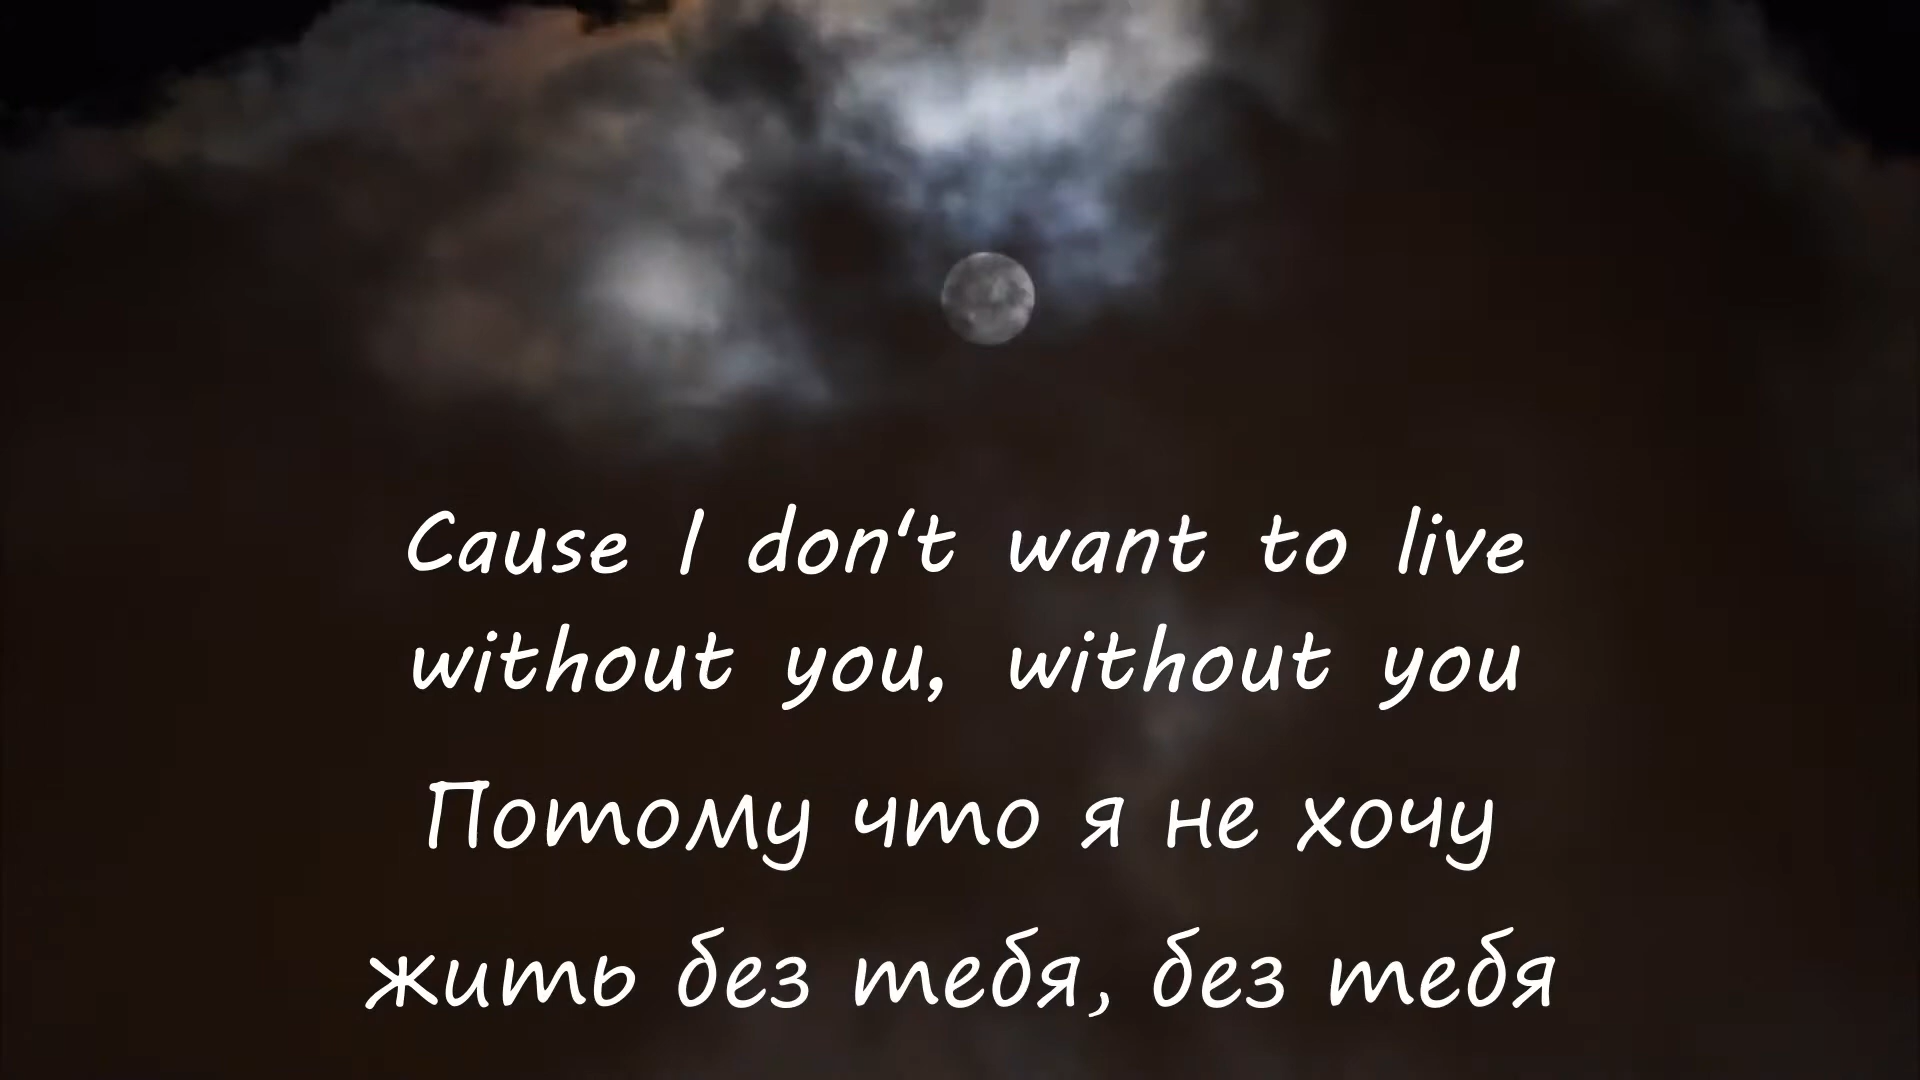 Cause I don‘t want to live
without you, without you
Потому что я не хочу
жить без тебя, без тебя